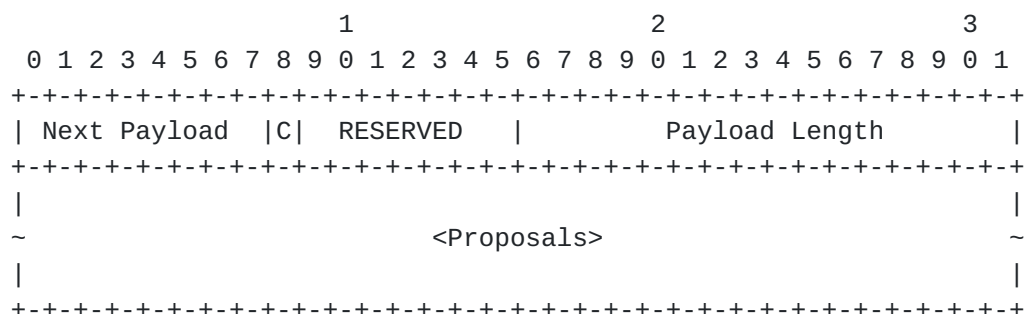 1                   2                   3
 0 1 2 3 4 5 6 7 8 9 0 1 2 3 4 5 6 7 8 9 0 1 2 3 4 5 6 7 8 9 0 1
+-+-+-+-+-+-+-+-+-+-+-+-+-+-+-+-+-+-+-+-+-+-+-+-+-+-+-+-+-+-+-+-+
| Next Payload  |C|  RESERVED   |         Payload Length        |
+-+-+-+-+-+-+-+-+-+-+-+-+-+-+-+-+-+-+-+-+-+-+-+-+-+-+-+-+-+-+-+-+
|                                                               |
~                          <Proposals>                          ~
|                                                               |
+-+-+-+-+-+-+-+-+-+-+-+-+-+-+-+-+-+-+-+-+-+-+-+-+-+-+-+-+-+-+-+-+